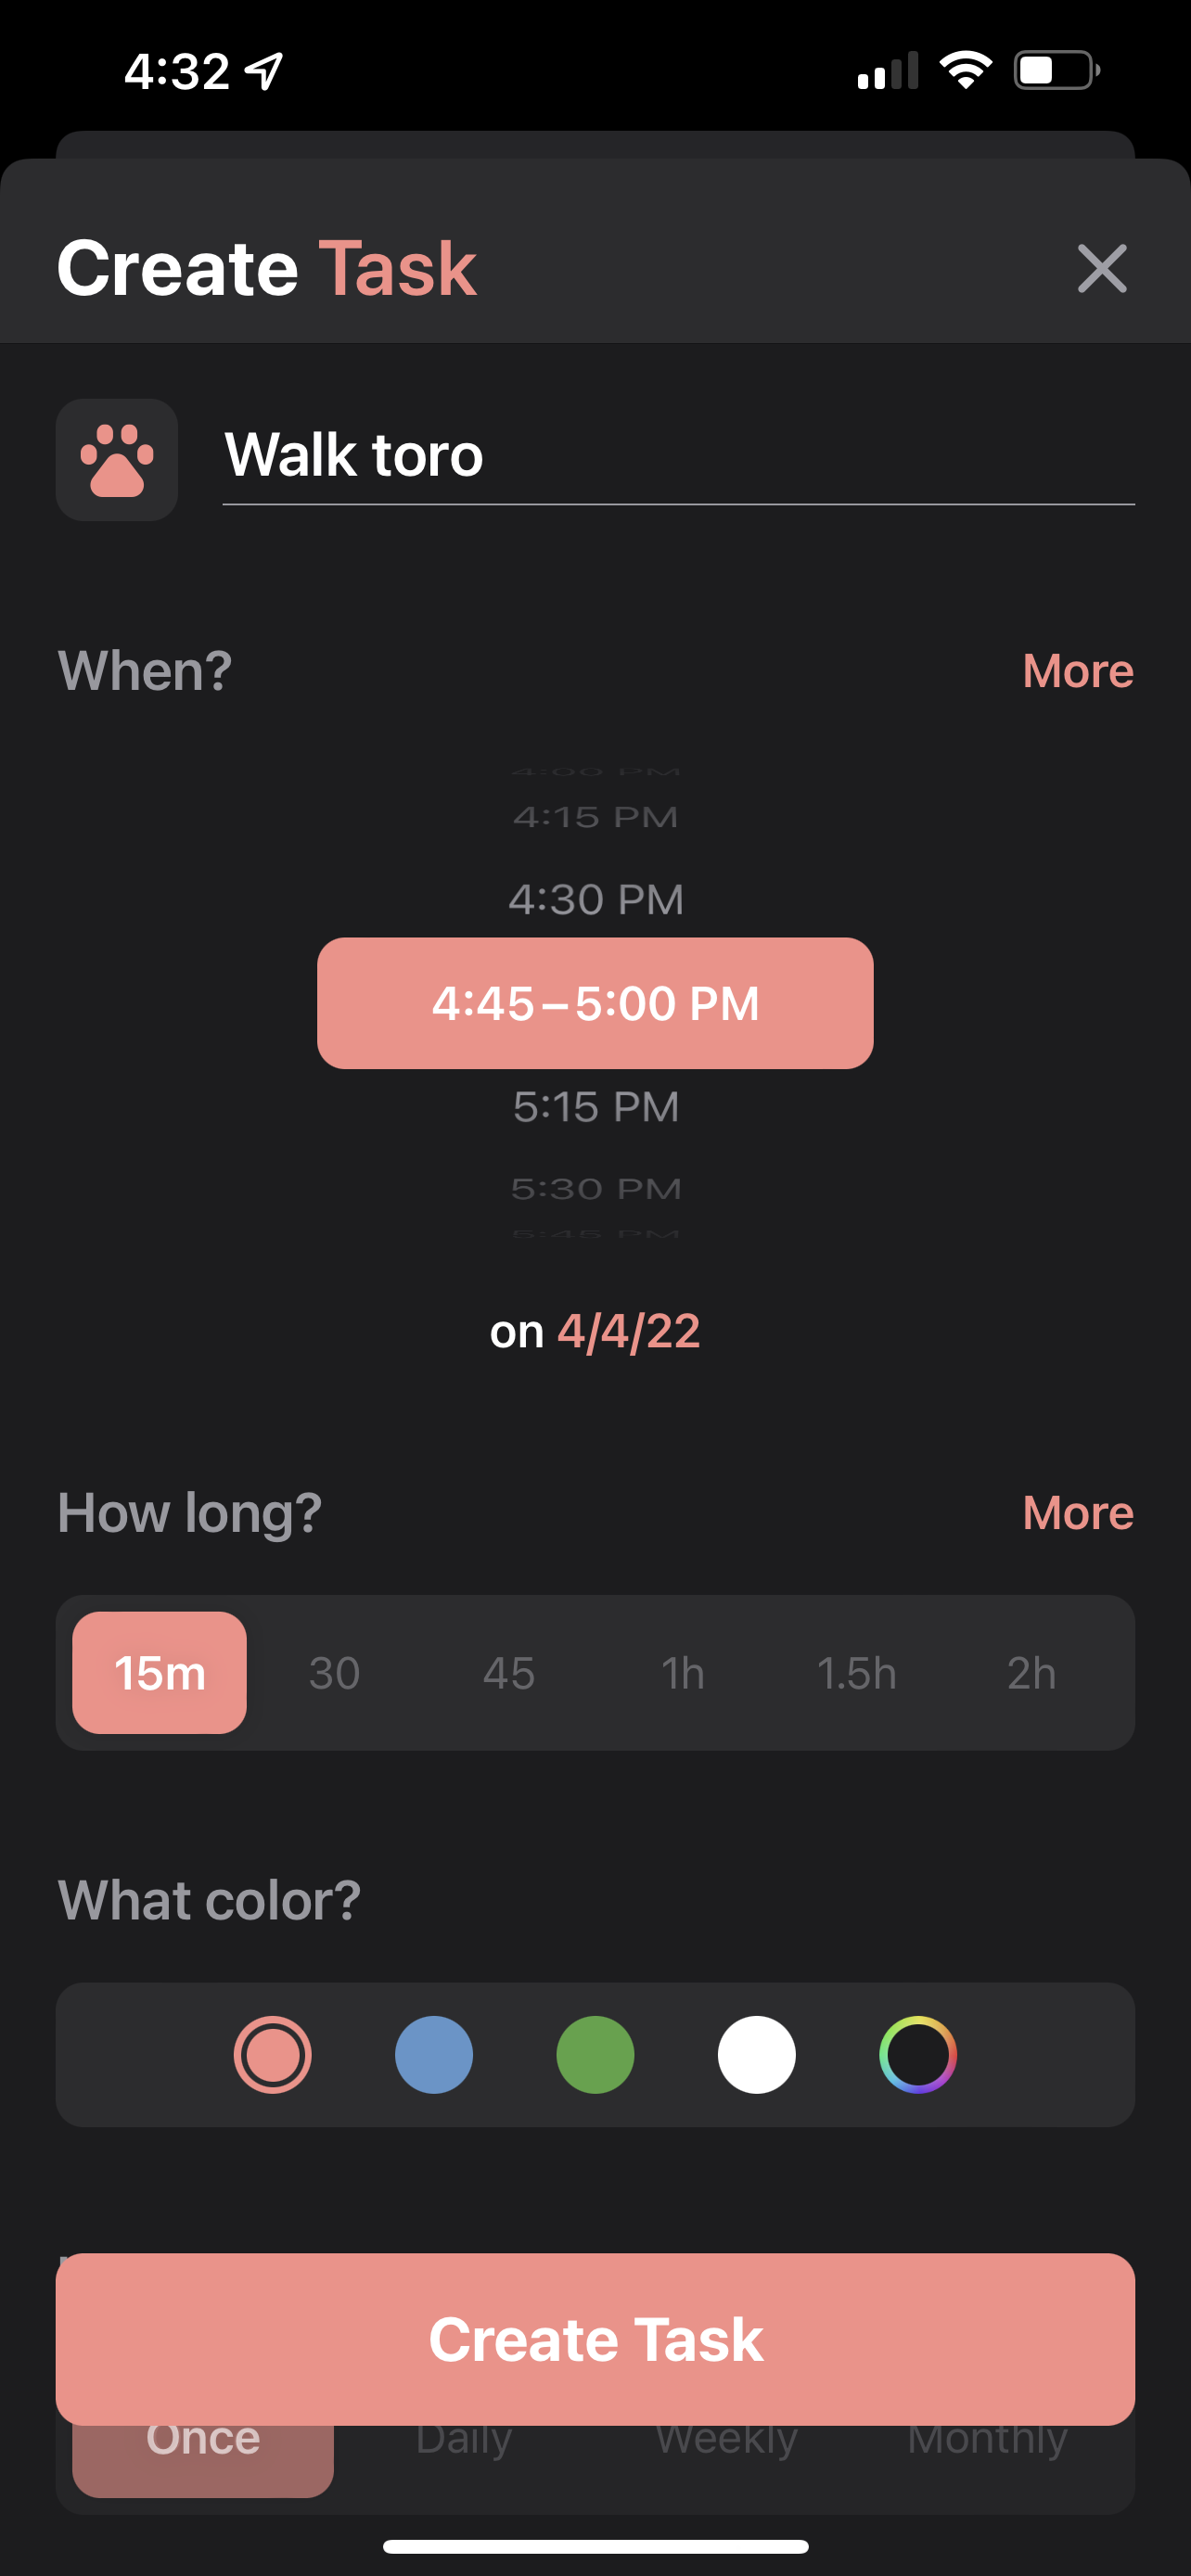 4:32
Create Task
Walk toro
When?
More
4:00 PM
4:15 PM
4:30 PM
4:45–5:00 PM
5:15 PM
5:30 PM
5:45 PM
on 4/4/22
How long?
More
15m 30 45 1h 1.5h 2h
What color?
Create Task
Once Daily Weekly Monthly